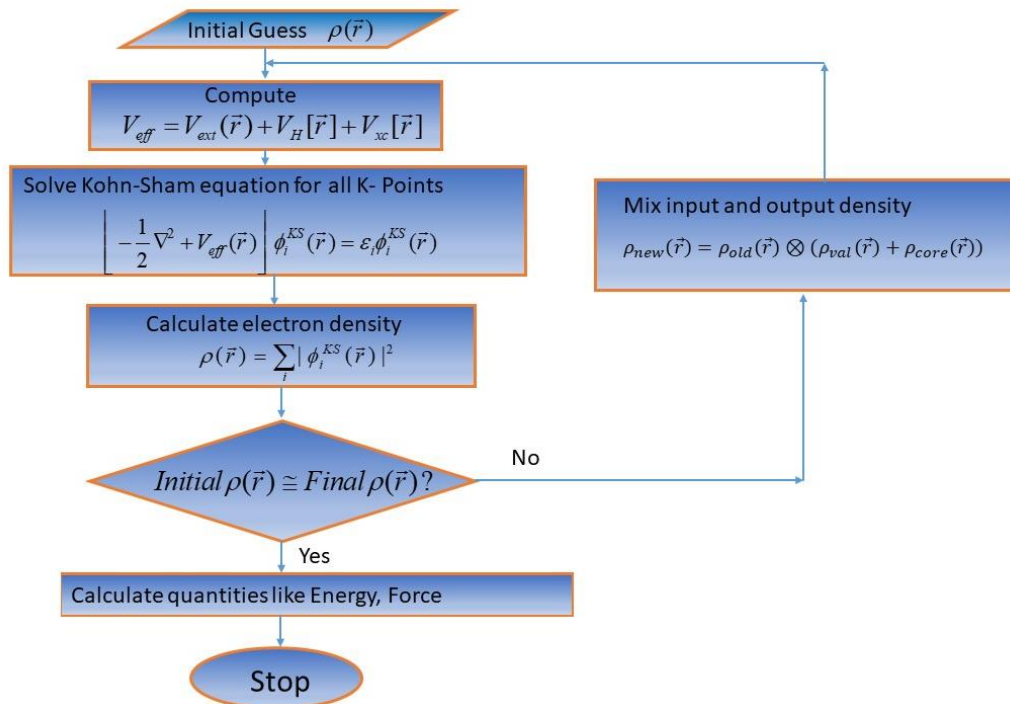 Initial Guess ρ(r⃗)
Compute
V_eff = V_ext(r⃗) + V_H[r⃗] + V_xc[r⃗]
Solve Kohn-Sham equation for all K- Points
⌊-1/2 ∇² + V_eff(r⃗)⌋ ϕ_i^KS(r⃗) = ε_i ϕ_i^KS(r⃗)
Calculate electron density
ρ(r⃗) = ∑_i | ϕ_i^KS(r⃗) |²
Initial ρ(r⃗) ≅ Final ρ(r⃗) ?
No
Mix input and output density
ρ_new(r⃗) = ρ_old(r⃗) ⊗ (ρ_val(r⃗) + ρ_core(r⃗))
Yes
Calculate quantities like Energy, Force
Stop